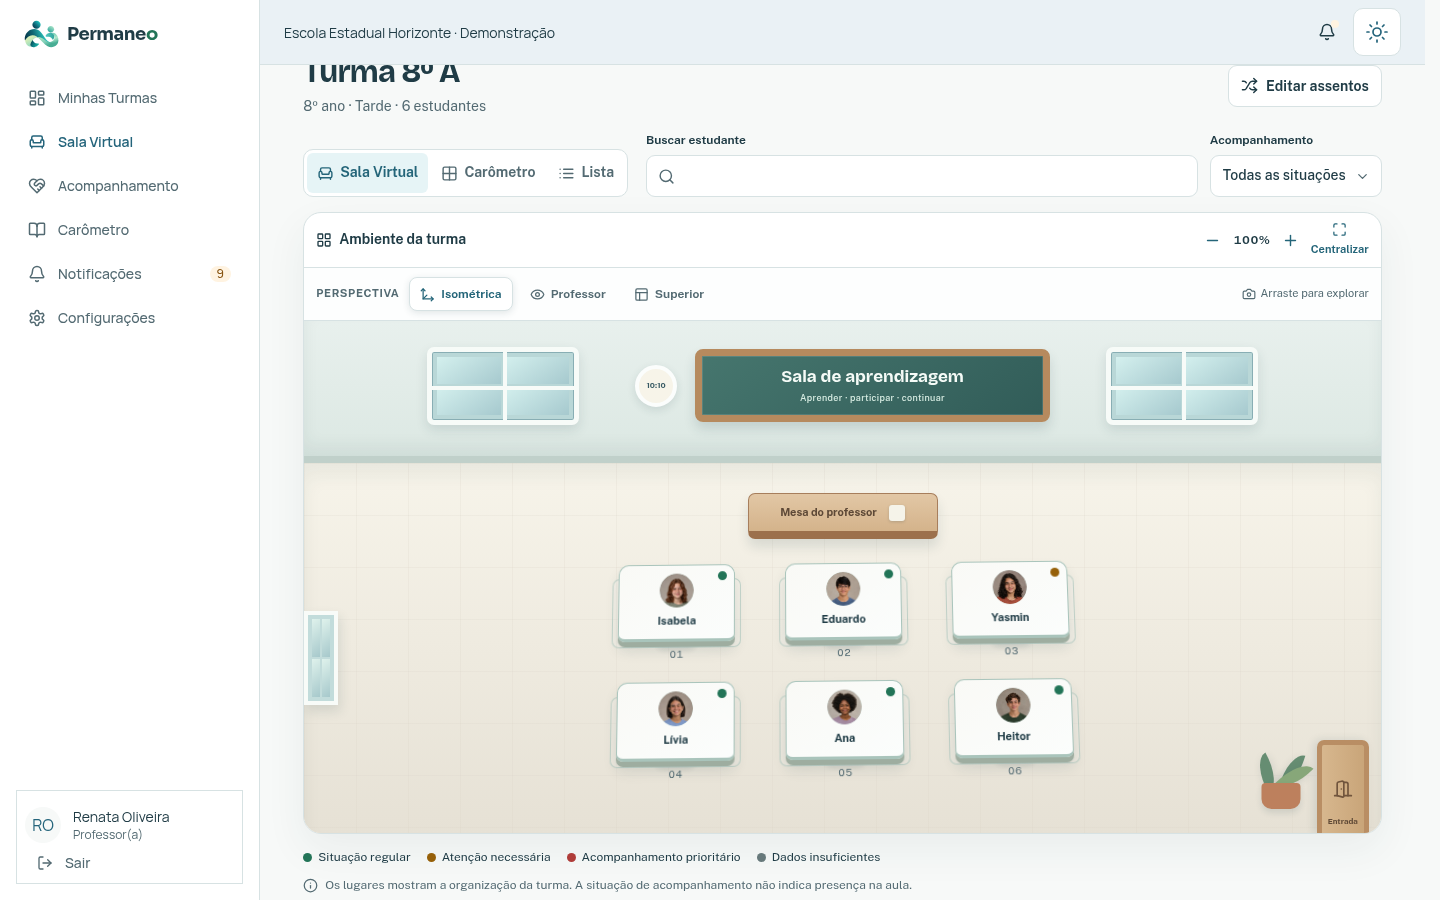 Permaneo
Escola Estadual Horizonte · Demonstração
Minhas Turmas
Sala Virtual
Acompanhamento
Carômetro
Notificações 9
Configurações
Renata Oliveira
RO
Professor(a)
Sair
Turma 8º A
8º ano · Tarde · 6 estudantes
Editar assentos
Sala Virtual
Carômetro
Lista
Buscar estudante
Acompanhamento
Todas as situações
Ambiente da turma
100%
Centralizar
PERSPECTIVA
Isométrica
Professor
Superior
Arraste para explorar
10:10
Sala de aprendizagem
Aprender · participar · continuar
Mesa do professor
Isabela
01
Eduardo
02
Yasmin
03
Lívia
04
Ana
05
Heitor
06
Entrada
Situação regular
Atenção necessária
Acompanhamento prioritário
Dados insuficientes
Os lugares mostram a organização da turma. A situação de acompanhamento não indica presença na aula.